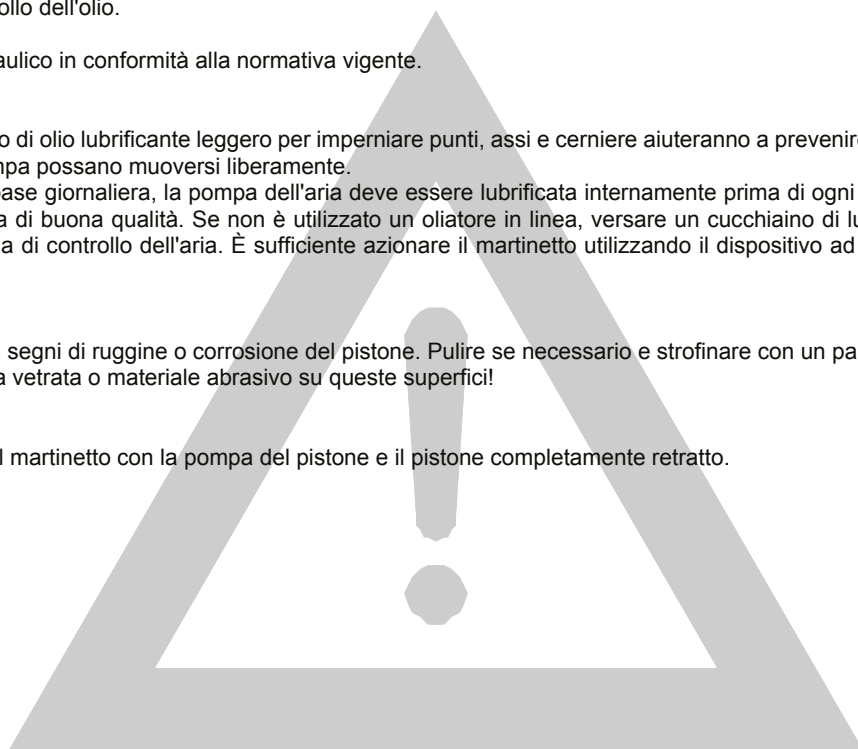 ollo dell'olio.
aulico in conformità alla normativa vigente.
o di olio lubrificante leggero per imperniare punti, assi e cerniere aiuteranno a prevenire
mpa possano muoversi liberamente.
base giornaliera, la pompa dell'aria deve essere lubrificata internamente prima di ogni
a di buona qualità. Se non è utilizzato un oliatore in linea, versare un cucchiaino di lu
a di controllo dell'aria. È sufficiente azionare il martinetto utilizzando il dispositivo ad
segni di ruggine o corrosione del pistone. Pulire se necessario e strofinare con un pa
a vetrata o materiale abrasivo su queste superfici!
l martinetto con la pompa del pistone e il pistone completamente retratto.